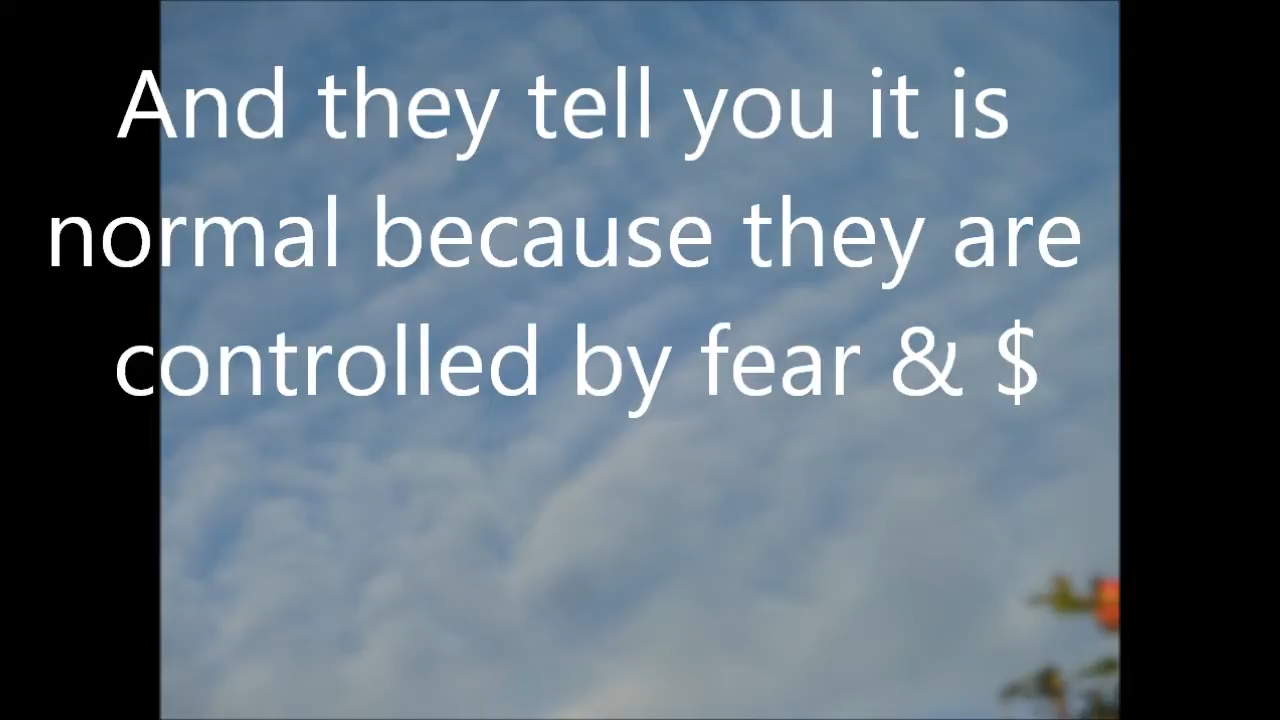 And they tell you it is
normal because they are
controlled by fear & $